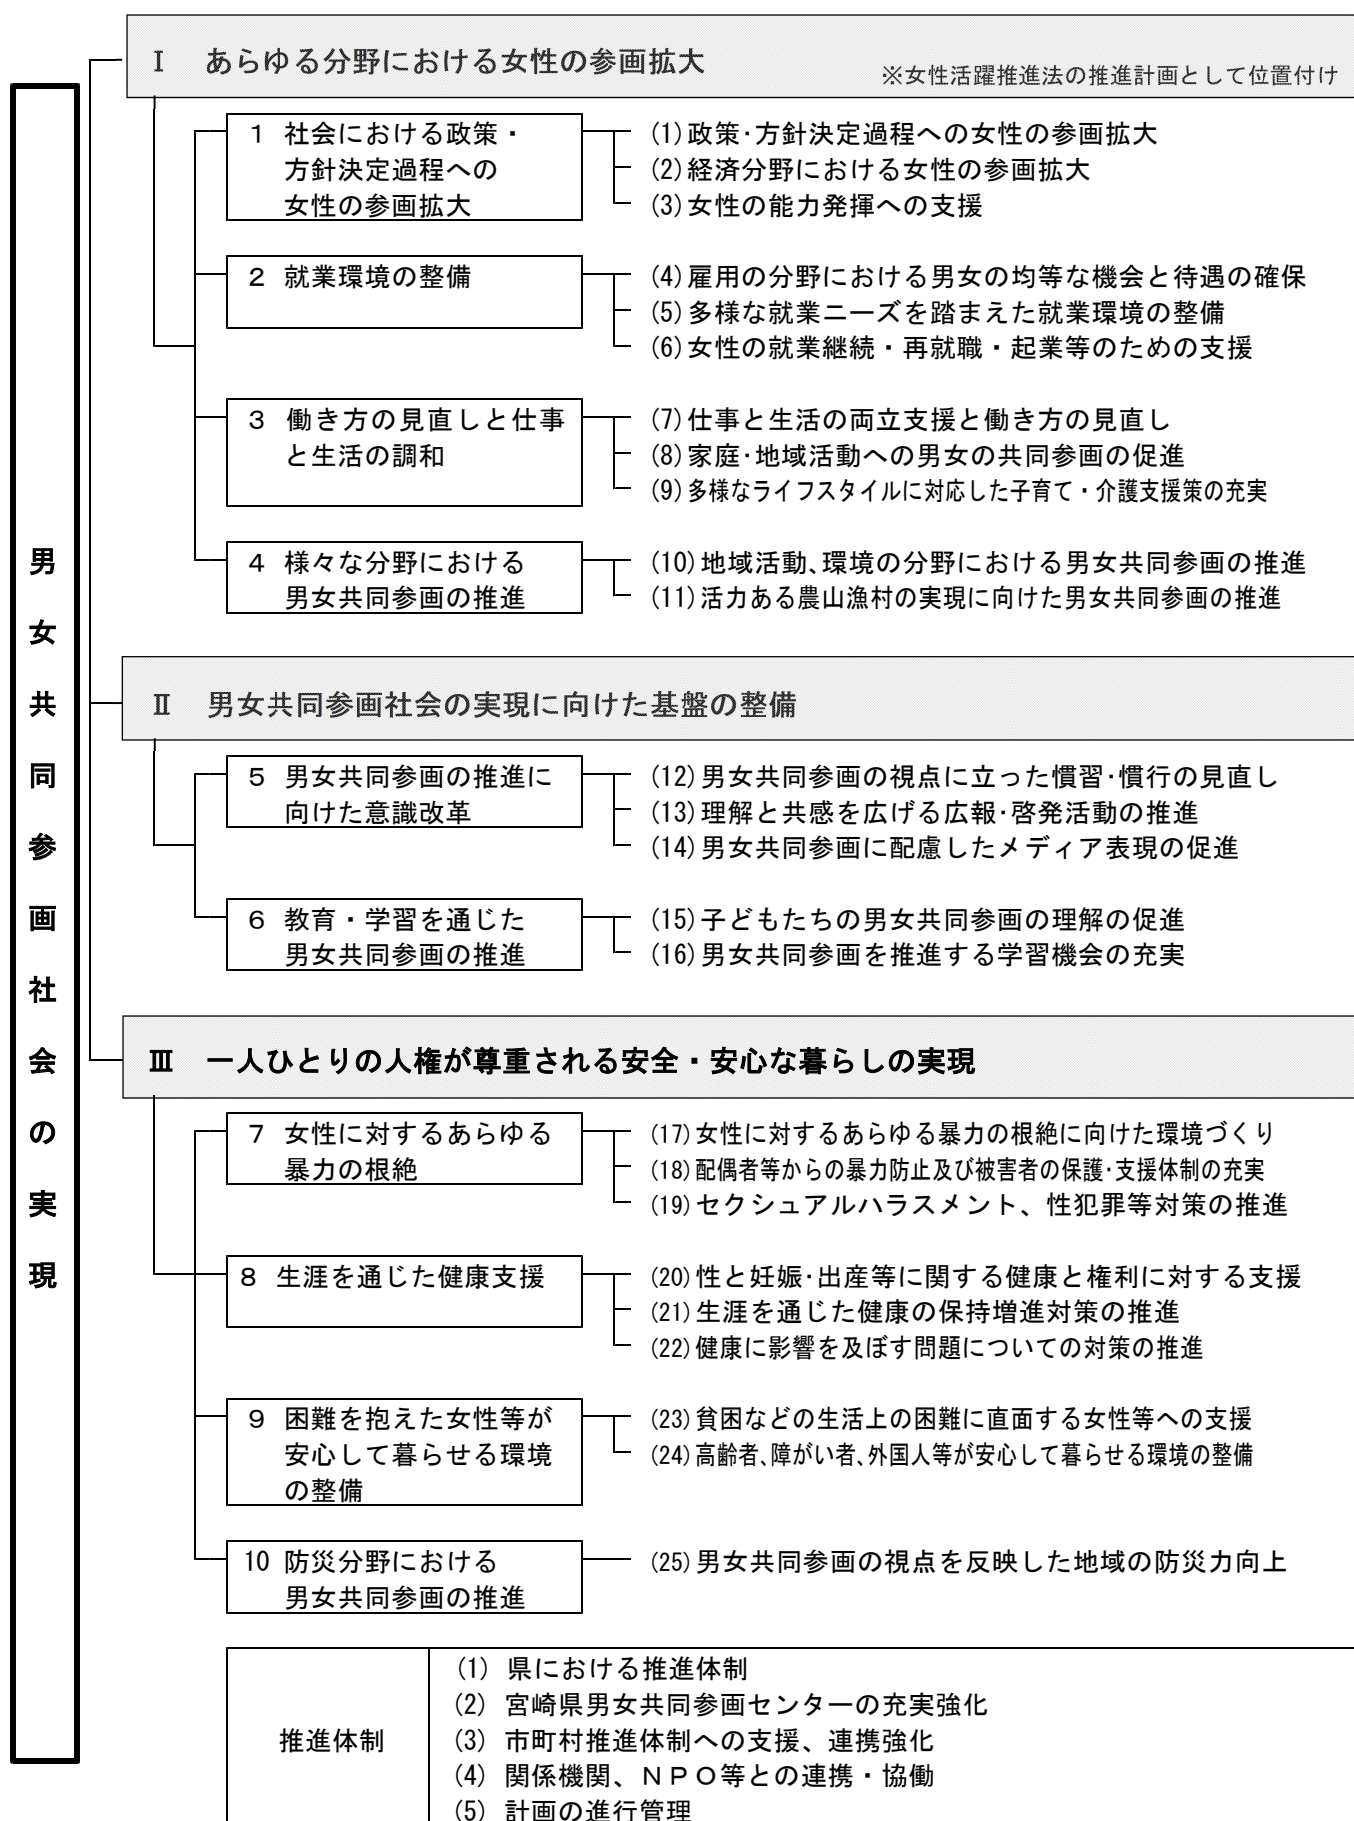 男女共同参画社会の実現
Ⅰ あらゆる分野における女性の参画拡大
※女性活躍推進法の推進計画として位置付け
1 社会における政策・
方針決定過程への
女性の参画拡大
(1)政策･方針決定過程への女性の参画拡大
(2)経済分野における女性の参画拡大
(3)女性の能力発揮への支援
2 就業環境の整備
(4)雇用の分野における男女の均等な機会と待遇の確保
(5)多様な就業ニーズを踏まえた就業環境の整備
(6)女性の就業継続・再就職・起業等のための支援
3 働き方の見直しと仕事
と生活の調和
(7)仕事と生活の両立支援と働き方の見直し
(8)家庭･地域活動への男女の共同参画の促進
(9)多様なライフスタイルに対応した子育て・介護支援策の充実
4 様々な分野における
男女共同参画の推進
(10)地域活動､環境の分野における男女共同参画の推進
(11)活力ある農山漁村の実現に向けた男女共同参画の推進
Ⅱ 男女共同参画社会の実現に向けた基盤の整備
5 男女共同参画の推進に
向けた意識改革
(12)男女共同参画の視点に立った慣習･慣行の見直し
(13)理解と共感を広げる広報･啓発活動の推進
(14)男女共同参画に配慮したメディア表現の促進
6 教育・学習を通じた
男女共同参画の推進
(15)子どもたちの男女共同参画の理解の促進
(16)男女共同参画を推進する学習機会の充実
Ⅲ 一人ひとりの人権が尊重される安全・安心な暮らしの実現
7 女性に対するあらゆる
暴力の根絶
(17)女性に対するあらゆる暴力の根絶に向けた環境づくり
(18)配偶者等からの暴力防止及び被害者の保護･支援体制の充実
(19)セクシュアルハラスメント、性犯罪等対策の推進
8 生涯を通じた健康支援
(20)性と妊娠･出産等に関する健康と権利に対する支援
(21)生涯を通じた健康の保持増進対策の推進
(22)健康に影響を及ぼす問題についての対策の推進
9 困難を抱えた女性等が
安心して暮らせる環境
の整備
(23)貧困などの生活上の困難に直面する女性等への支援
(24)高齢者､障がい者､外国人等が安心して暮らせる環境の整備
10 防災分野における
男女共同参画の推進
(25)男女共同参画の視点を反映した地域の防災力向上
推進体制
(1) 県における推進体制
(2) 宮崎県男女共同参画センターの充実強化
(3) 市町村推進体制への支援、連携強化
(4) 関係機関、ＮＰＯ等との連携・協働
(5) 計画の進行管理